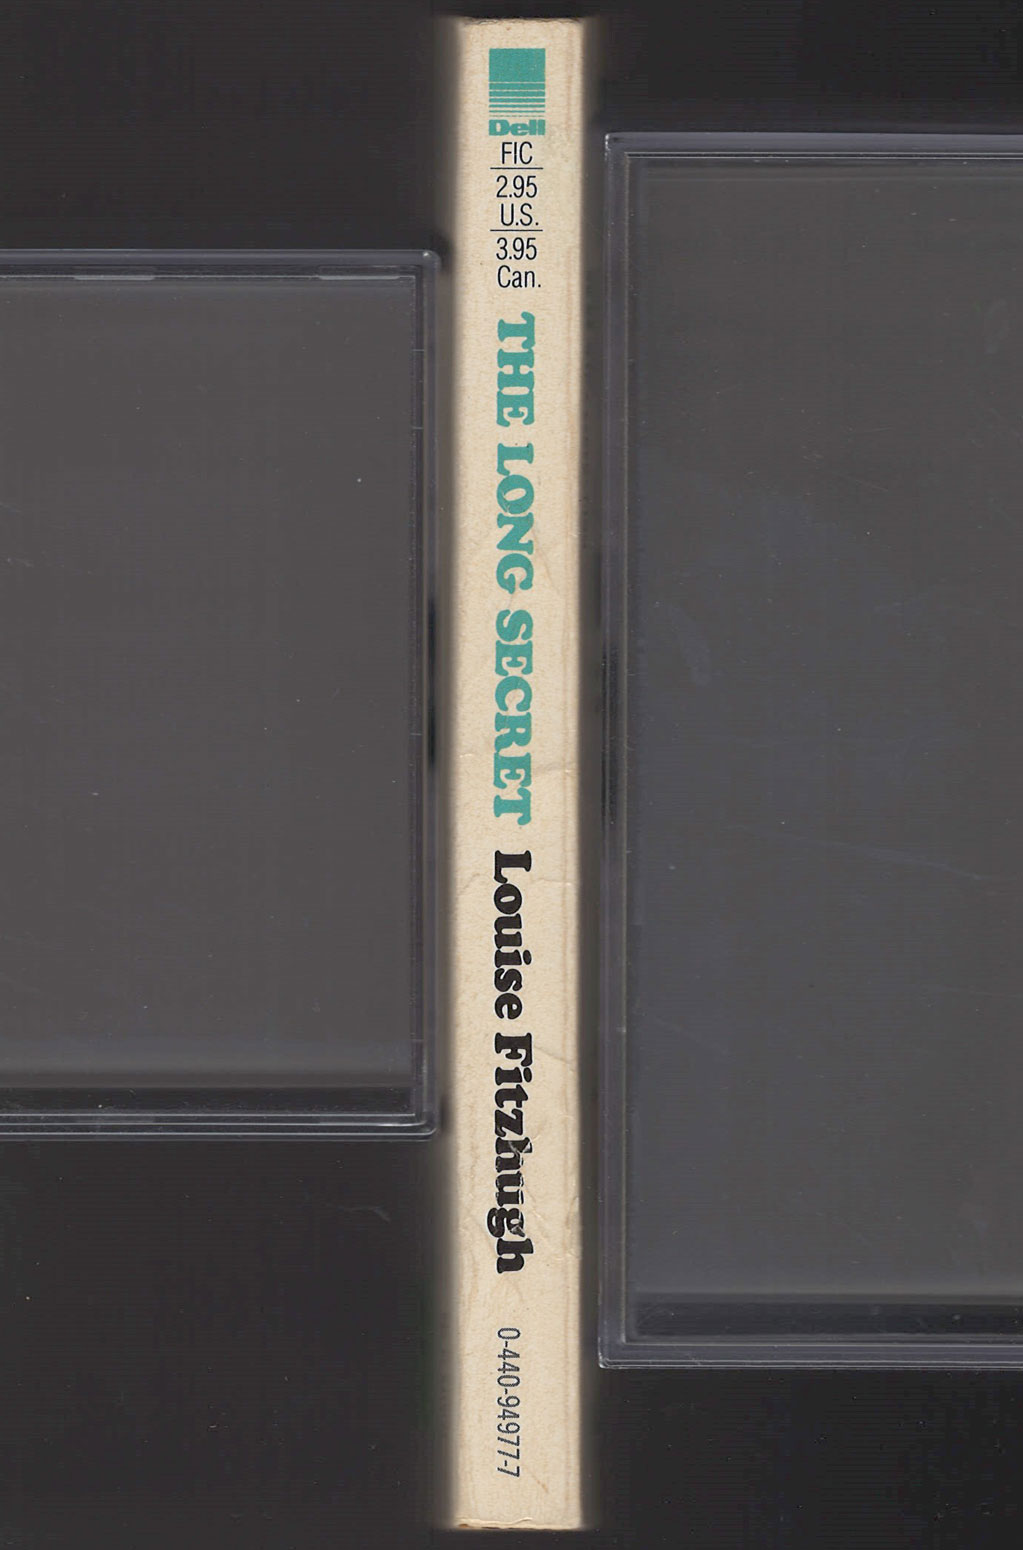 Dell
FIC
2.95
U.S.
3.95
Can.
THE LONG SECRET
Louise Fitzhugh
0-440-94977-7